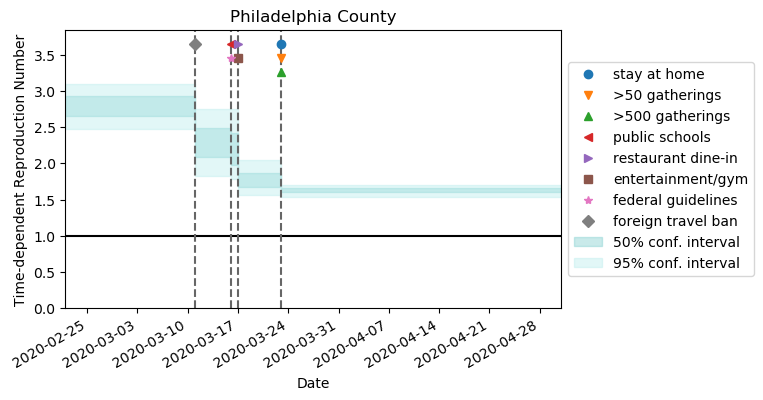 Philadelphia County
Time-dependent Reproduction Number
3.5
3.0
2.5
2.0
1.5
1.0
0.5
0.0
2020-02-25
2020-03-03
2020-03-10
2020-03-17
2020-03-24
2020-03-31
2020-04-07
2020-04-14
2020-04-21
2020-04-28
Date
stay at home
>50 gatherings
>500 gatherings
public schools
restaurant dine-in
entertainment/gym
federal guidelines
foreign travel ban
50% conf. interval
95% conf. interval